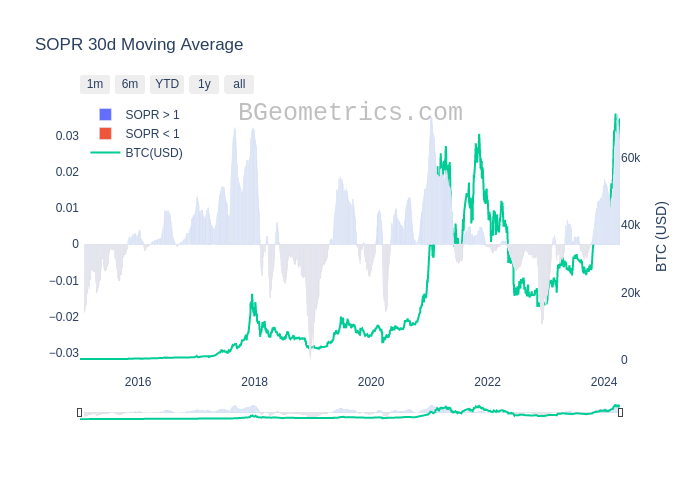 SOPR 30d Moving Average
1m 6m YTD 1y all
BGeometrics.com
SOPR > 1
SOPR < 1
BTC(USD)
0.03
0.02
0.01
0
−0.01
−0.02
−0.03
60k
40k
20k
0
BTC (USD)
2016 2018 2020 2022 2024